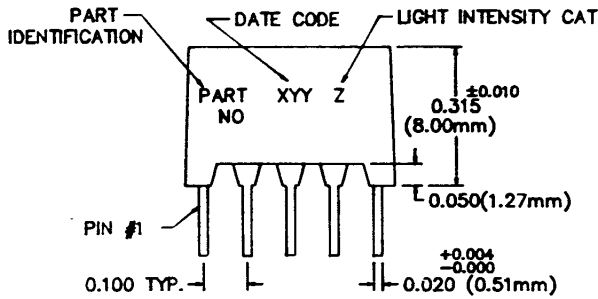 PART
IDENTIFICATION
DATE CODE
LIGHT INTENSITY CAT
PART NO
XYY
Z
±0.010
0.315
(8.00mm)
0.050(1.27mm)
PIN #1
0.100 TYP.
+0.004
-0.000
0.020 (0.51mm)